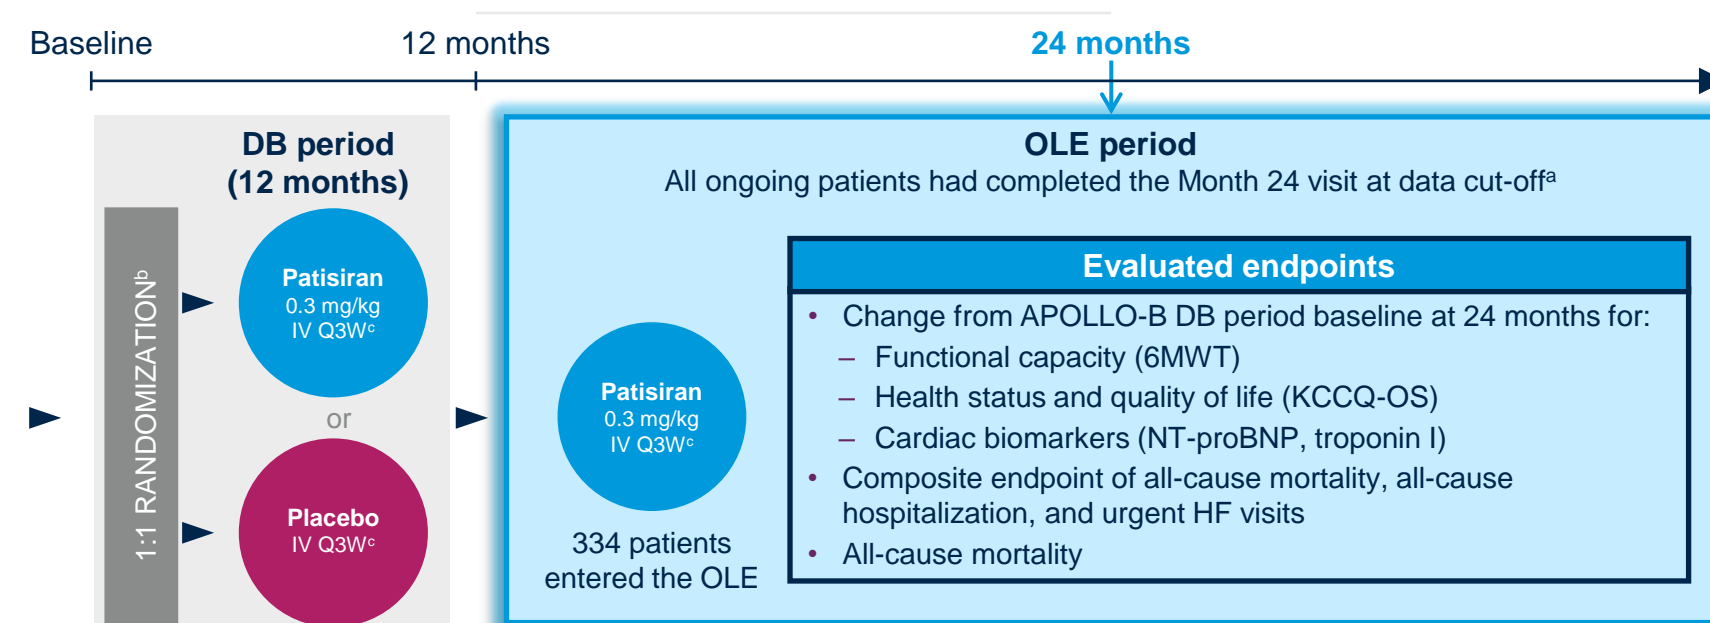 Baseline
12 months
24 months
DB period
(12 months)
1:1 RANDOMIZATIONᵇ
Patisiran
0.3 mg/kg
IV Q3Wᶜ
or
Placebo
IV Q3Wᶜ
OLE period
All ongoing patients had completed the Month 24 visit at data cut-offᵃ
Patisiran
0.3 mg/kg
IV Q3Wᶜ
334 patients
entered the OLE
Evaluated endpoints
• Change from APOLLO-B DB period baseline at 24 months for:
– Functional capacity (6MWT)
– Health status and quality of life (KCCQ-OS)
– Cardiac biomarkers (NT-proBNP, troponin I)
• Composite endpoint of all-cause mortality, all-cause
hospitalization, and urgent HF visits
• All-cause mortality